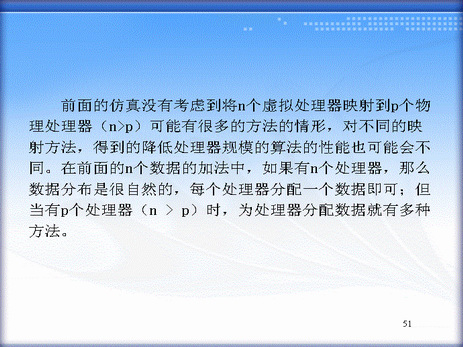 前面的仿真没有考虑到将n个虚拟处理器映射到p个物
理处理器（n>p）可能有很多的方法的情形，对不同的映
射方法，得到的降低处理器规模的算法的性能也可能会不
同。在前面的n个数据的加法中，如果有n个处理器，那么
数据分布是很自然的，每个处理器分配一个数据即可；但
当有p个处理器（n > p）时，为处理器分配数据就有多种
方法。
51